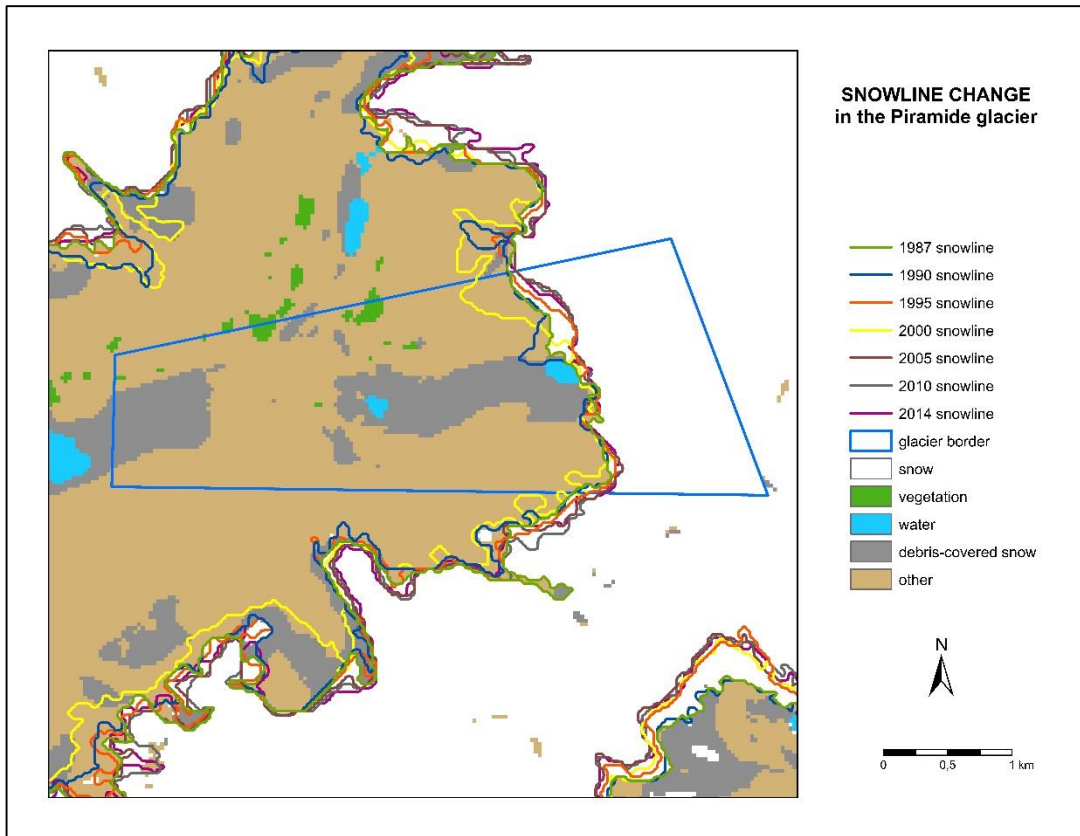 SNOWLINE CHANGE
in the Piramide glacier
1987 snowline
1990 snowline
1995 snowline
2000 snowline
2005 snowline
2010 snowline
2014 snowline
glacier border
snow
vegetation
water
debris-covered snow
other
N
0 0,5 1 km